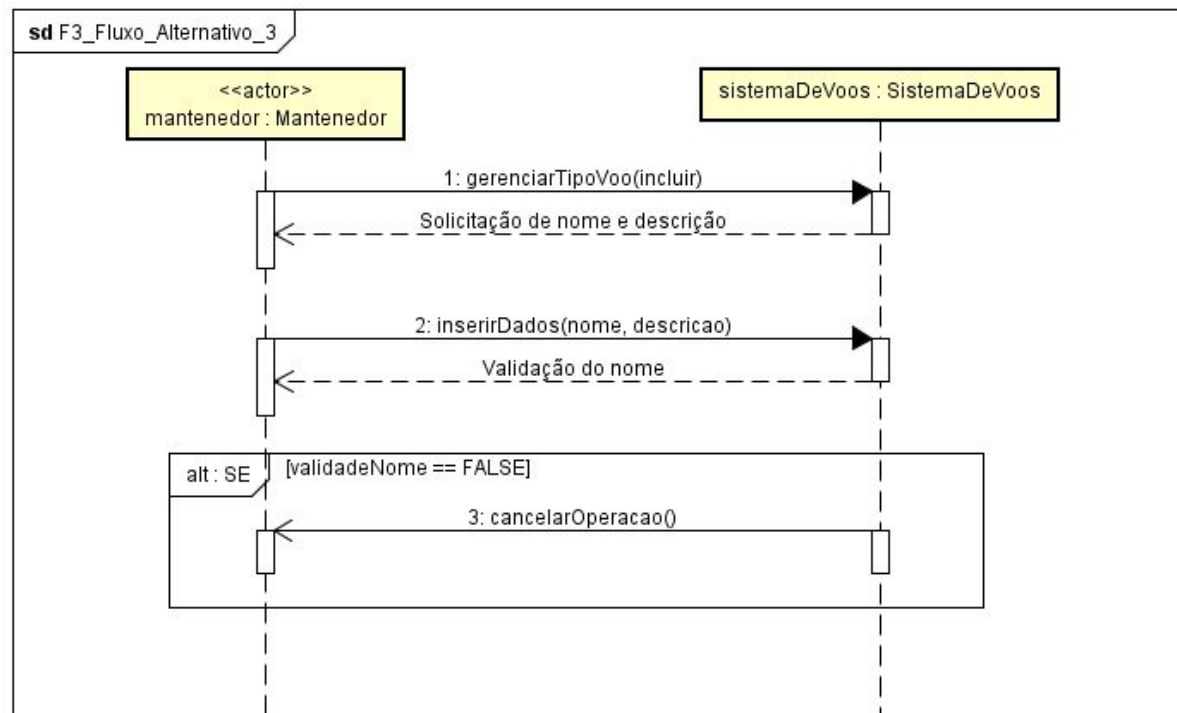 sd F3_Fluxo_Alternativo_3
<<actor>>
mantenedor : Mantenedor
sistemaDeVoos : SistemaDeVoos
1: gerenciarTipoVoo(incluir)
Solicitação de nome e descrição
2: inserirDados(nome, descricao)
Validação do nome
alt : SE
[validadeNome == FALSE]
3: cancelarOperacao()